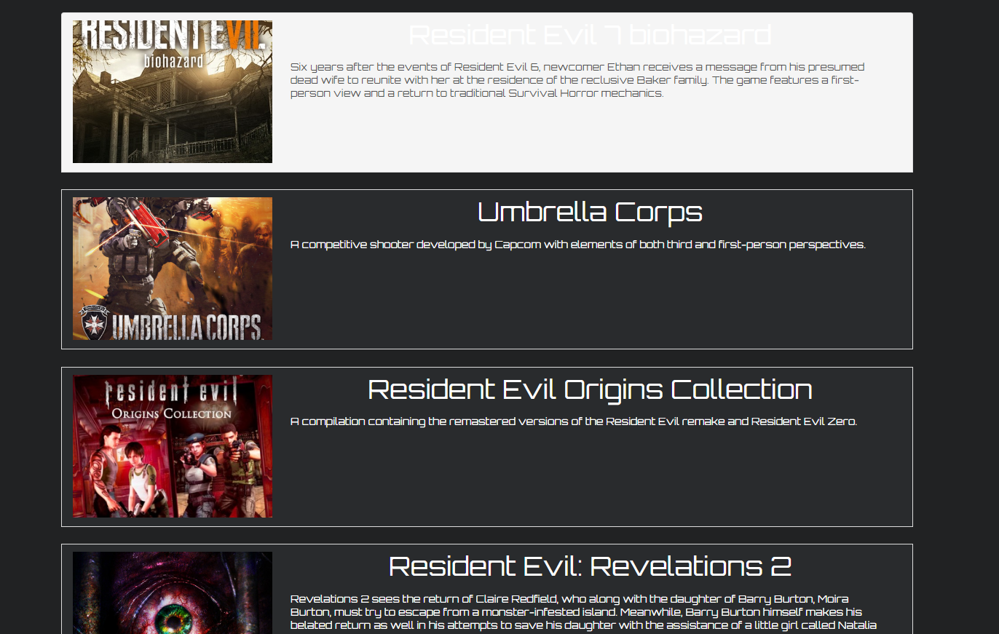 RESIDENT EVIL
biohazard
Resident Evil 7 biohazard
Six years after the events of Resident Evil 6, newcomer Ethan receives a message from his presumed
dead wife to reunite with her at the residence of the reclusive Baker family. The game features a first-
person view and a return to traditional Survival Horror mechanics.
UMBRELLA CORPS
Umbrella Corps
A competitive shooter developed by Capcom with elements of both third and first-person perspectives.
resident evil
ORIGINS COLLECTION
Resident Evil Origins Collection
A compilation containing the remastered versions of the Resident Evil remake and Resident Evil Zero.
Resident Evil: Revelations 2
Revelations 2 sees the return of Claire Redfield, who along with the daughter of Barry Burton, Moira
Burton, must try to escape from a monster-infested island. Meanwhile, Barry Burton himself makes his
belated return as well in his attempts to save his daughter with the assistance of a little girl called Natalia